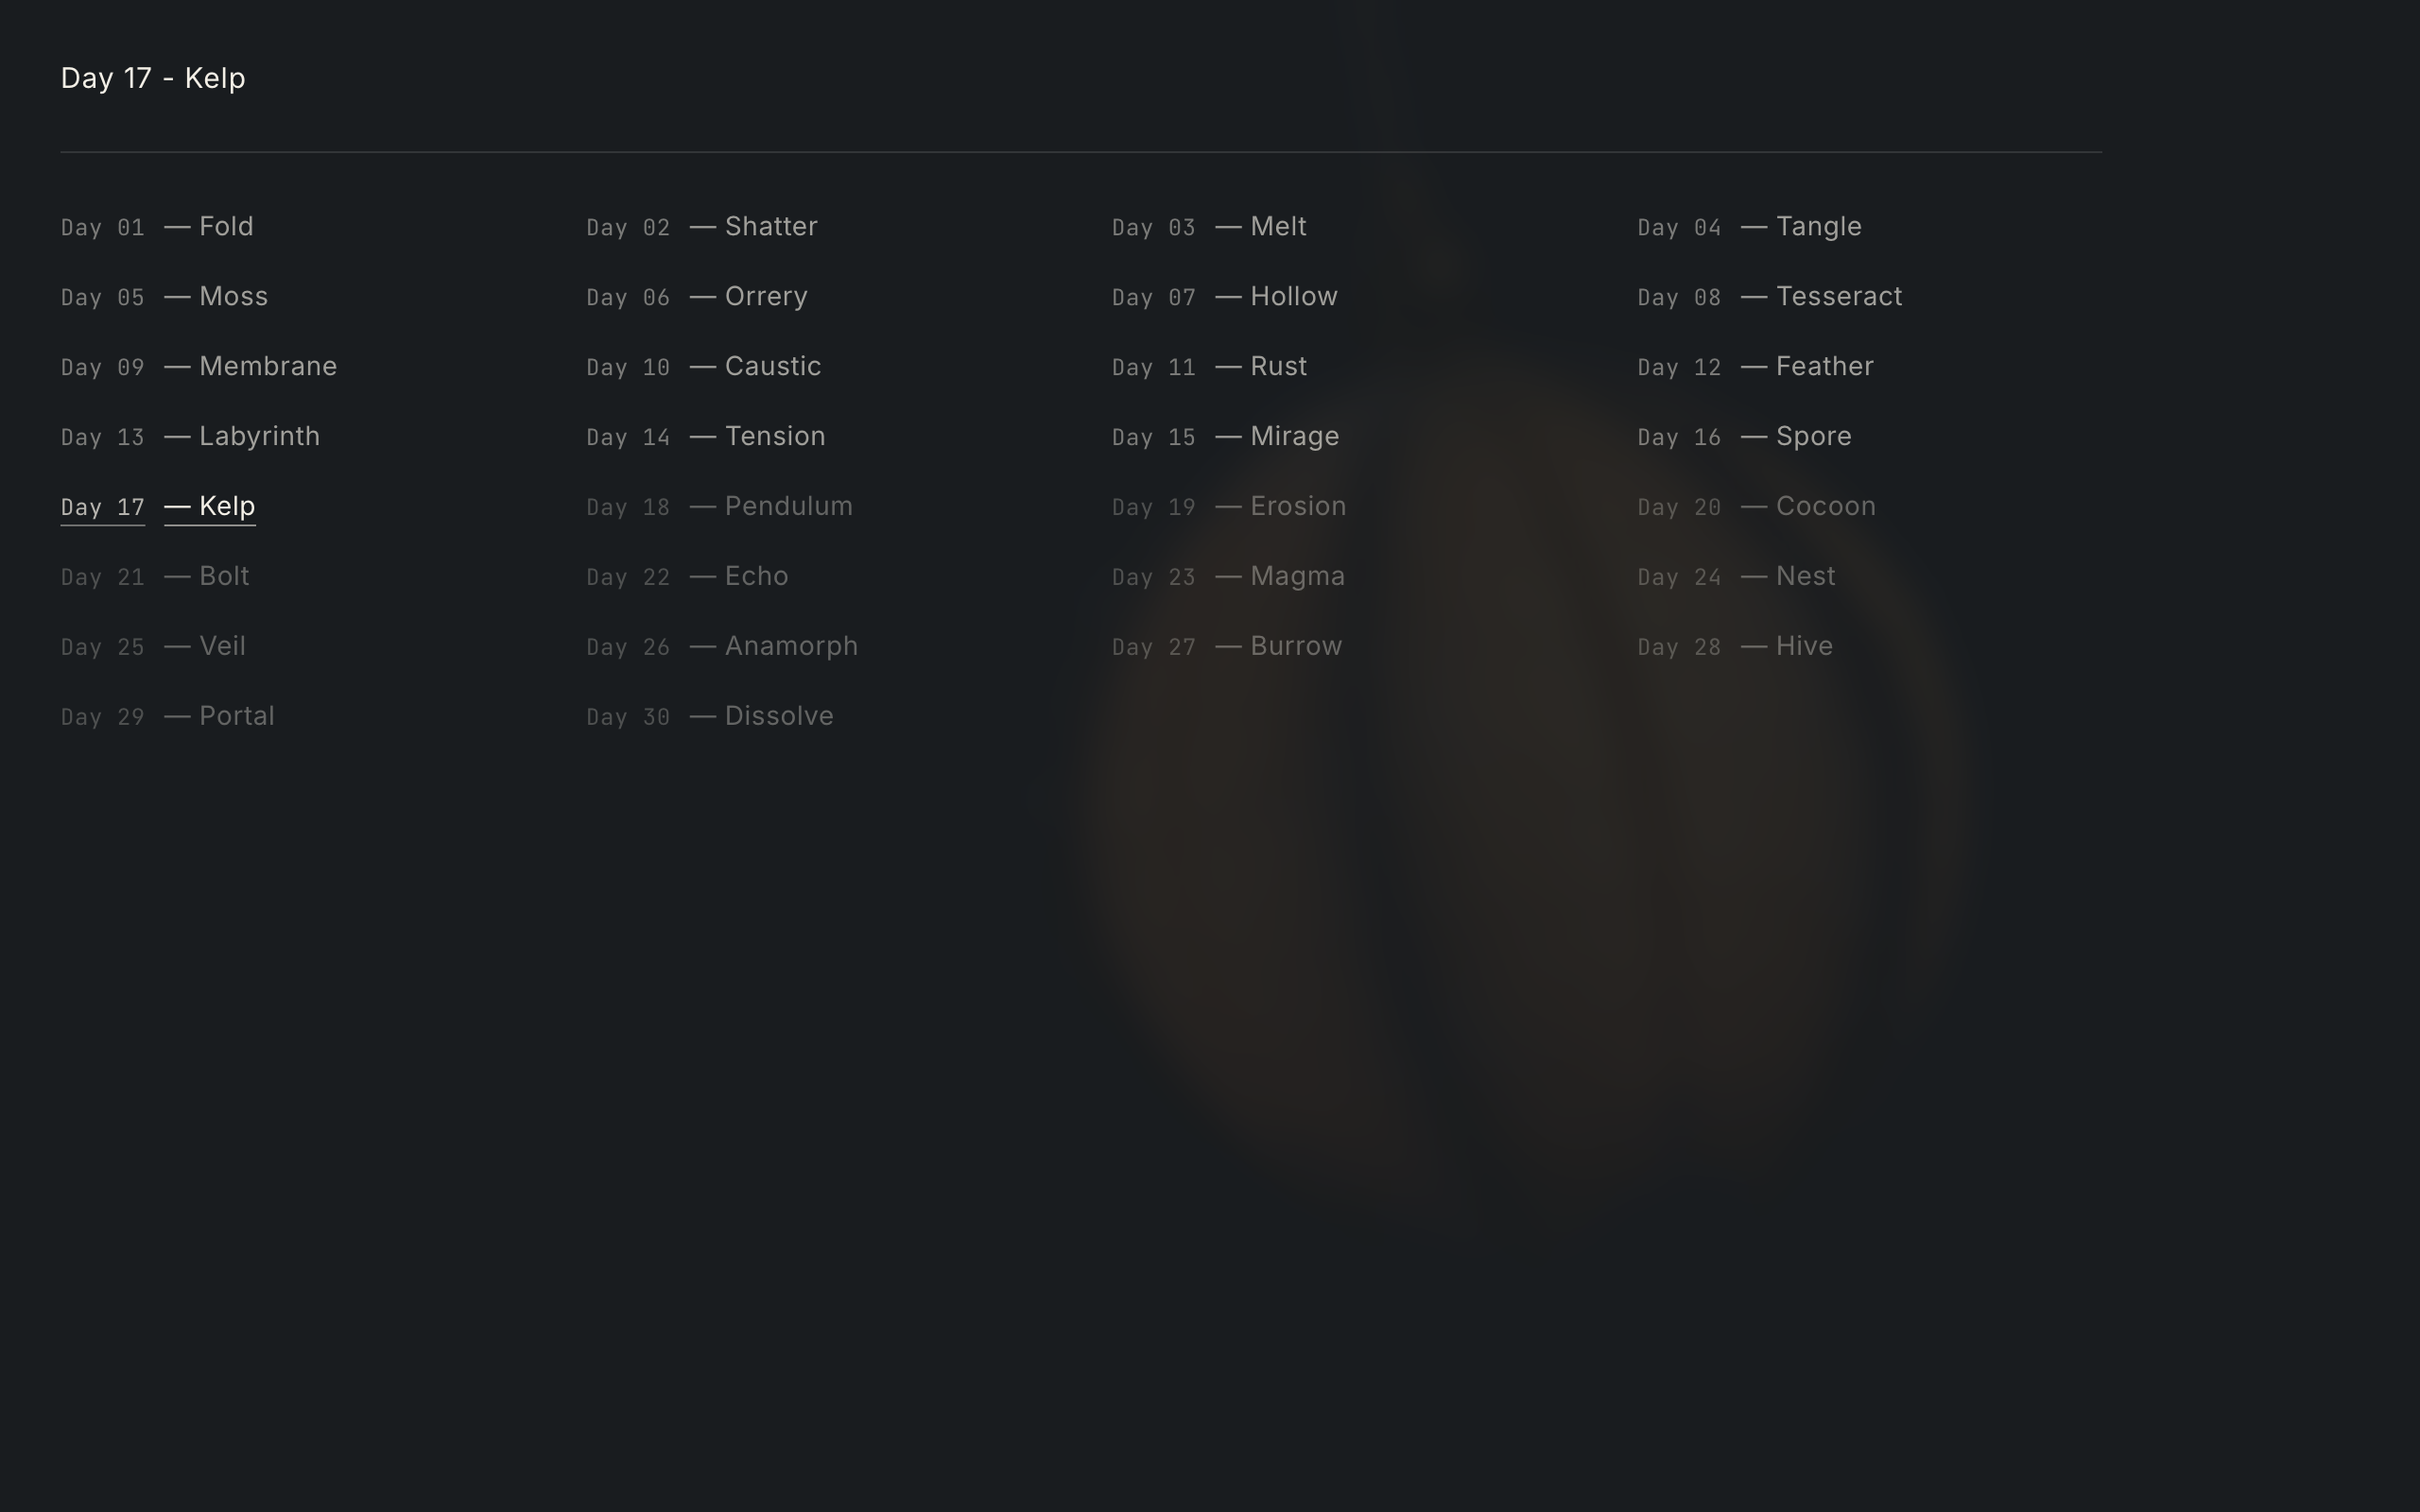 Day 17 - Kelp
Day 01 — Fold
Day 02 — Shatter
Day 03 — Melt
Day 04 — Tangle
Day 05 — Moss
Day 06 — Orrery
Day 07 — Hollow
Day 08 — Tesseract
Day 09 — Membrane
Day 10 — Caustic
Day 11 — Rust
Day 12 — Feather
Day 13 — Labyrinth
Day 14 — Tension
Day 15 — Mirage
Day 16 — Spore
Day 17 — Kelp
Day 18 — Pendulum
Day 19 — Erosion
Day 20 — Cocoon
Day 21 — Bolt
Day 22 — Echo
Day 23 — Magma
Day 24 — Nest
Day 25 — Veil
Day 26 — Anamorph
Day 27 — Burrow
Day 28 — Hive
Day 29 — Portal
Day 30 — Dissolve